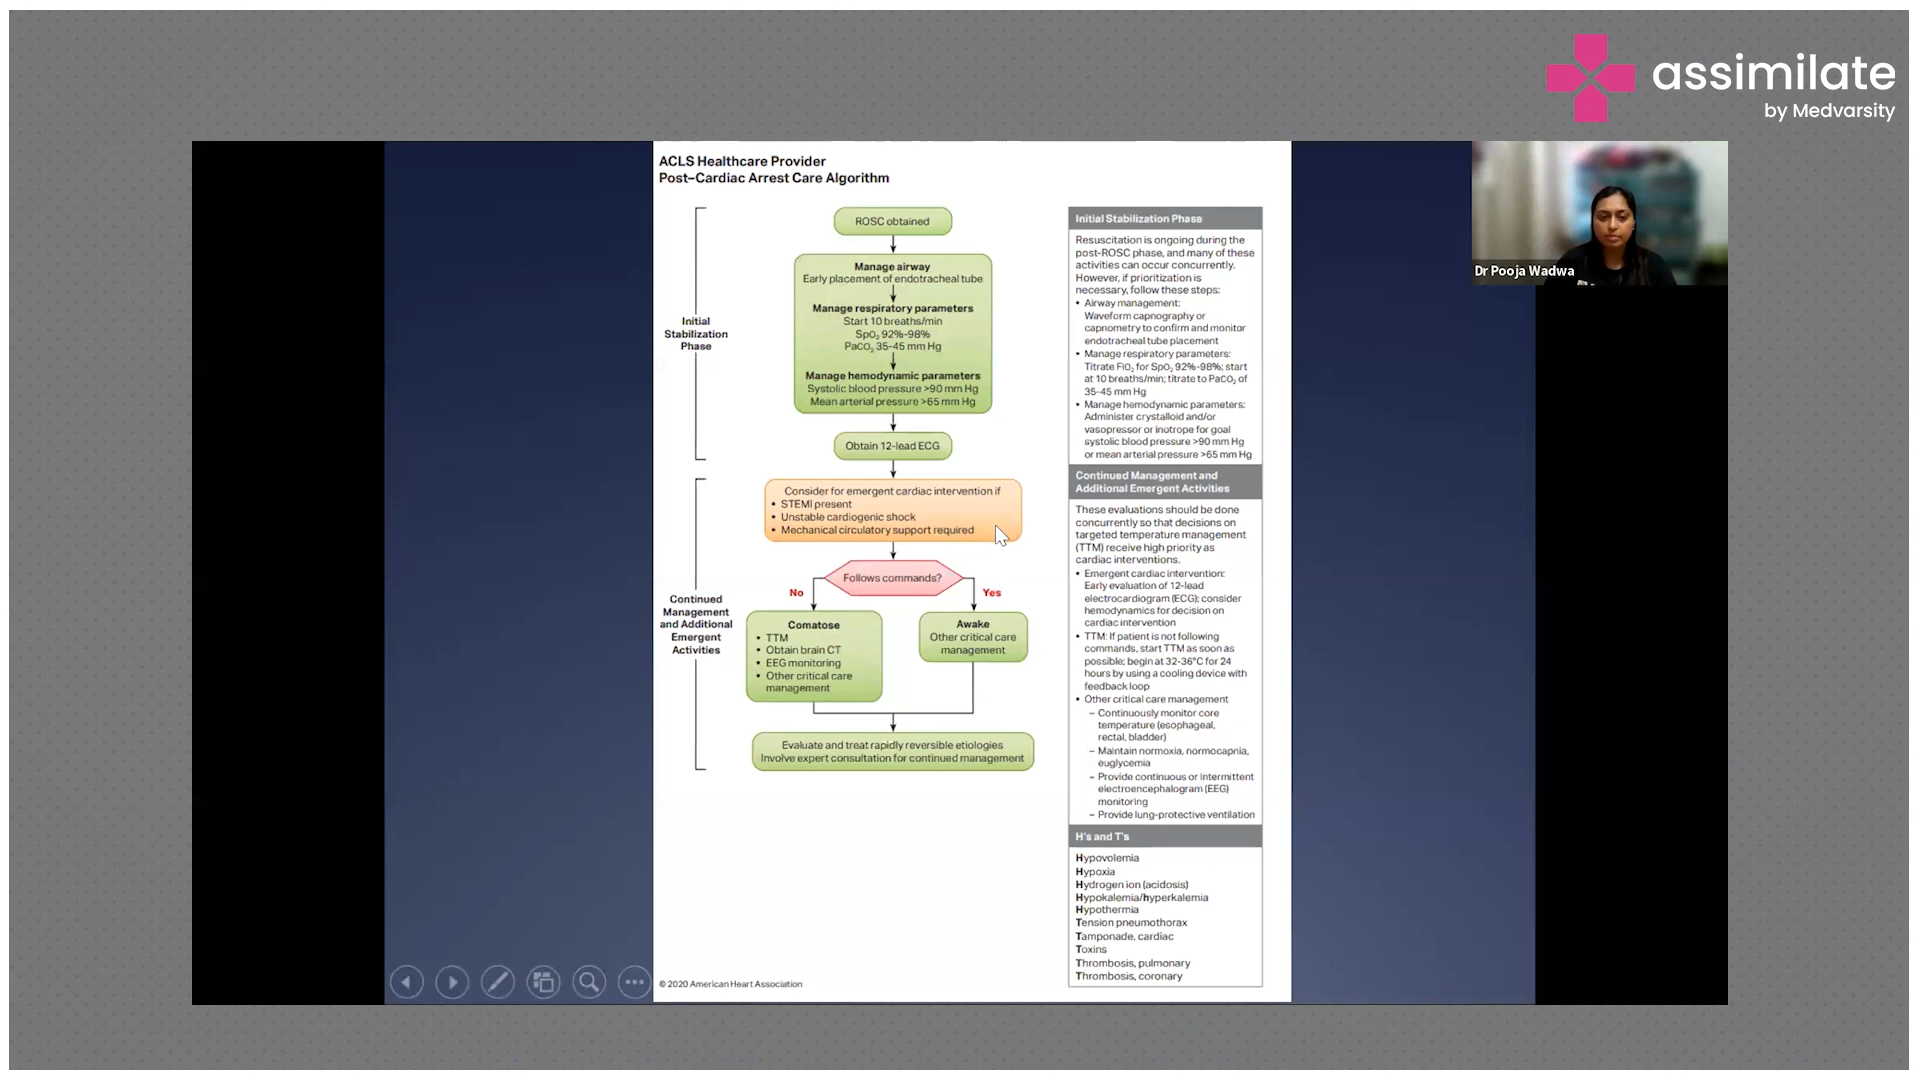 assimilate
by Medvarsity
Dr Pooja Wadwa
ACLS Healthcare Provider
Post–Cardiac Arrest Care Algorithm
Initial
Stabilization
Phase
ROSC obtained
Manage airway
Early placement of endotracheal tube
Manage respiratory parameters
Start 10 breaths/min
SpO₂ 92%-98%
PaCO₂ 35-45 mm Hg
Manage hemodynamic parameters
Systolic blood pressure >90 mm Hg
Mean arterial pressure >65 mm Hg
Obtain 12-lead ECG
Continued
Management
and Additional
Emergent
Activities
Consider for emergent cardiac intervention if
• STEMI present
• Unstable cardiogenic shock
• Mechanical circulatory support required
Follows commands?
No
Yes
Comatose
• TTM
• Obtain brain CT
• EEG monitoring
• Other critical care
management
Awake
Other critical care
management
Evaluate and treat rapidly reversible etiologies
Involve expert consultation for continued management
Initial Stabilization Phase
Resuscitation is ongoing during the
post-ROSC phase, and many of these
activities can occur concurrently.
However, if prioritization is
necessary, follow these steps:
• Airway management:
Waveform capnography or
capnometry to confirm and monitor
endotracheal tube placement
• Manage respiratory parameters:
Titrate FIO₂ for SpO₂ 92%-98%; start
at 10 breaths/min; titrate to PaCO₂ of
35-45 mm Hg
• Manage hemodynamic parameters:
Administer crystalloid and/or
vasopressor or inotrope for goal
systolic blood pressure >90 mm Hg
or mean arterial pressure >65 mm Hg
Continued Management and
Additional Emergent Activities
These evaluations should be done
concurrently so that decisions on
targeted temperature management
(TTM) receive high priority as
cardiac interventions.
• Emergent cardiac intervention:
Early evaluation of 12-lead
electrocardiogram (ECG); consider
hemodynamics for decision on
cardiac intervention
• TTM: If patient is not following
commands, start TTM as soon as
possible; begin at 32-36°C for 24
hours by using a cooling device with
feedback loop
• Other critical care management
– Continuously monitor core
temperature (esophageal,
rectal, bladder)
– Maintain normoxia, normocapnia,
euglycemia
– Provide continuous or intermittent
electroencephalogram (EEG)
monitoring
– Provide lung-protective ventilation
H's and T's
Hypovolemia
Hypoxia
Hydrogen ion (acidosis)
Hypokalemia/hyperkalemia
Hypothermia
Tension pneumothorax
Tamponade, cardiac
Toxins
Thrombosis, pulmonary
Thrombosis, coronary
© 2020 American Heart Association